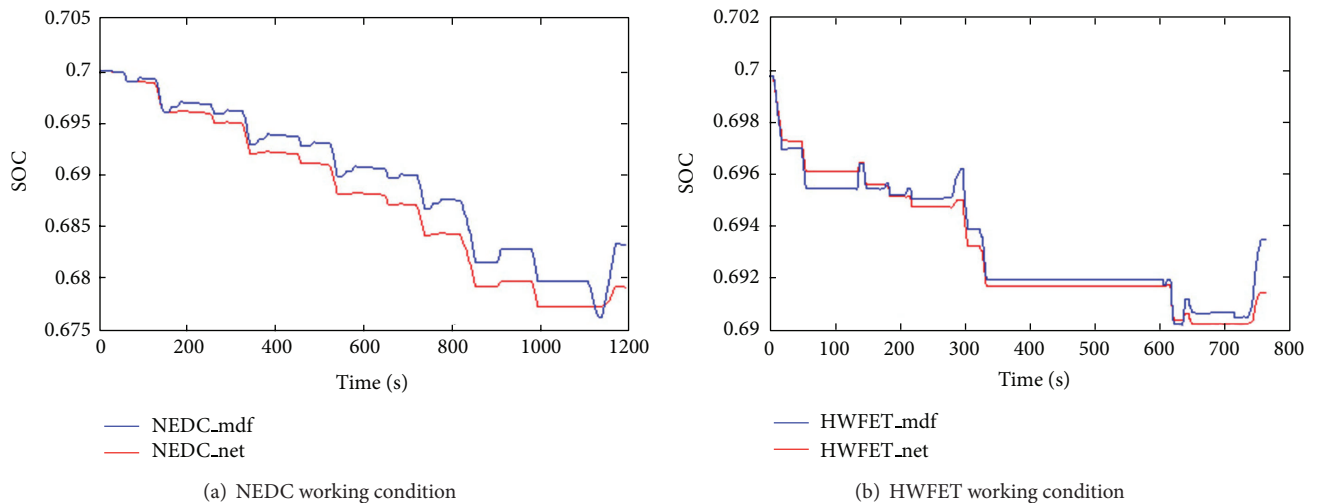 0.705
0.7
0.695
0.69
0.685
0.68
0.675
SOC
0 200 400 600 800 1000 1200
Time (s)
NEDC_mdf
NEDC_net
(a) NEDC working condition
0.702
0.7
0.698
0.696
0.694
0.692
0.69
SOC
0 100 200 300 400 500 600 700 800
Time (s)
HWFET_mdf
HWFET_net
(b) HWFET working condition